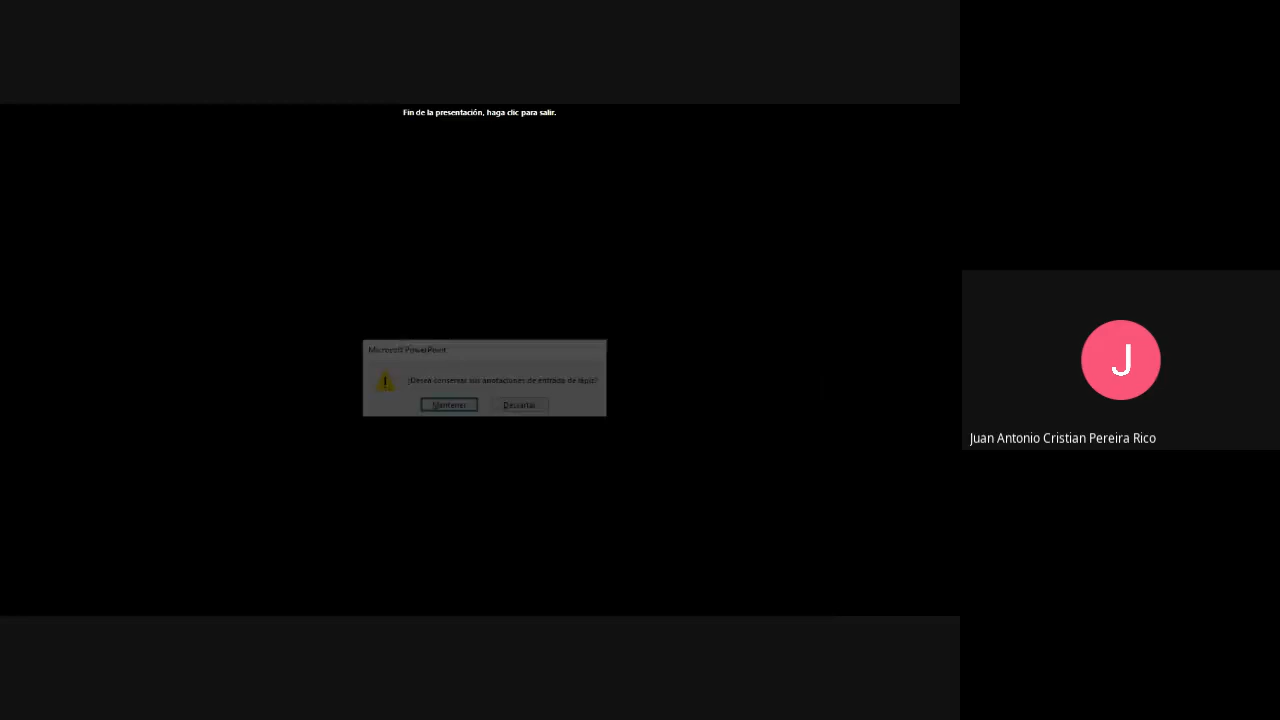 Fin de la presentación, haga clic para salir.
Microsoft PowerPoint
¿Desea conservar sus anotaciones de entrada de lápiz?
Mantener
Descartar
J
Juan Antonio Cristian Pereira Rico